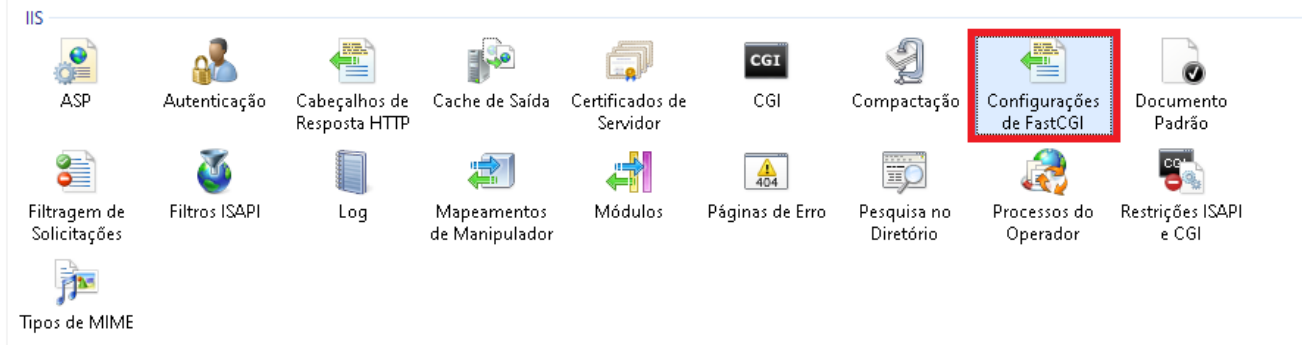 IIS
CGI
ASP
Autenticação
Cabeçalhos de
Resposta HTTP
Cache de Saída
Certificados de
Servidor
CGI
Compactação
Configurações
de FastCGI
Documento
Padrão
404
CGI
Filtragem de
Solicitações
Filtros ISAPI
Log
Mapeamentos
de Manipulador
Módulos
Páginas de Erro
Pesquisa no
Diretório
Processos do
Operador
Restrições ISAPI
e CGI
Tipos de MIME